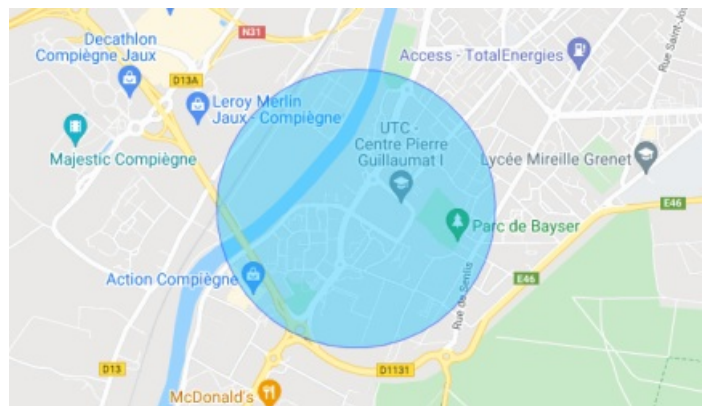 N31
Rue Saint-Jo
Decathlon
Compiègne Jaux
Access - TotalEnergies
D13A
Leroy Merlin
Jaux - Compiègne
UTC -
Centre Pierre
Guillaumat I
Majestic Compiègne
Lycée Mireille Grenet
E46
Parc de Bayser
Action Compiègne
E46
Rue de Senlis
D13
D1131
McDonald's